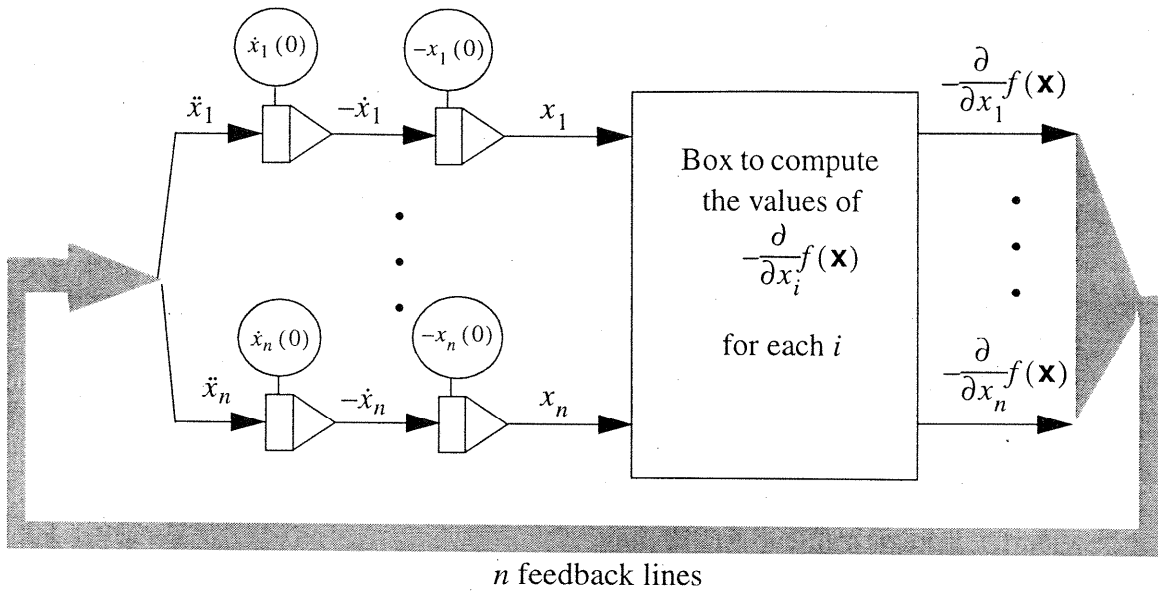 ẋ₁(0)
−x₁(0)
ẍ₁
−ẋ₁
x₁
−∂/∂x₁ f(𝐱)
Box to compute
the values of
−∂/∂xᵢ f(𝐱)
for each i
ẋₙ(0)
−xₙ(0)
ẍₙ
−ẋₙ
xₙ
−∂/∂xₙ f(𝐱)
n feedback lines